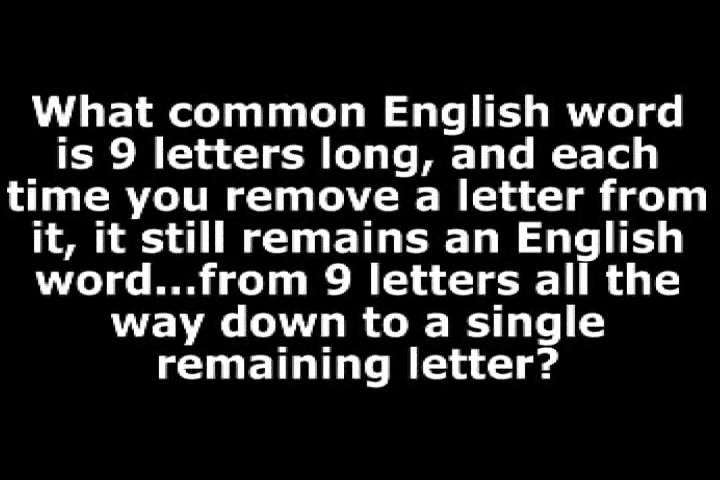 What common English word
is 9 letters long, and each
time you remove a letter from
it, it still remains an English
word...from 9 letters all the
way down to a single
remaining letter?